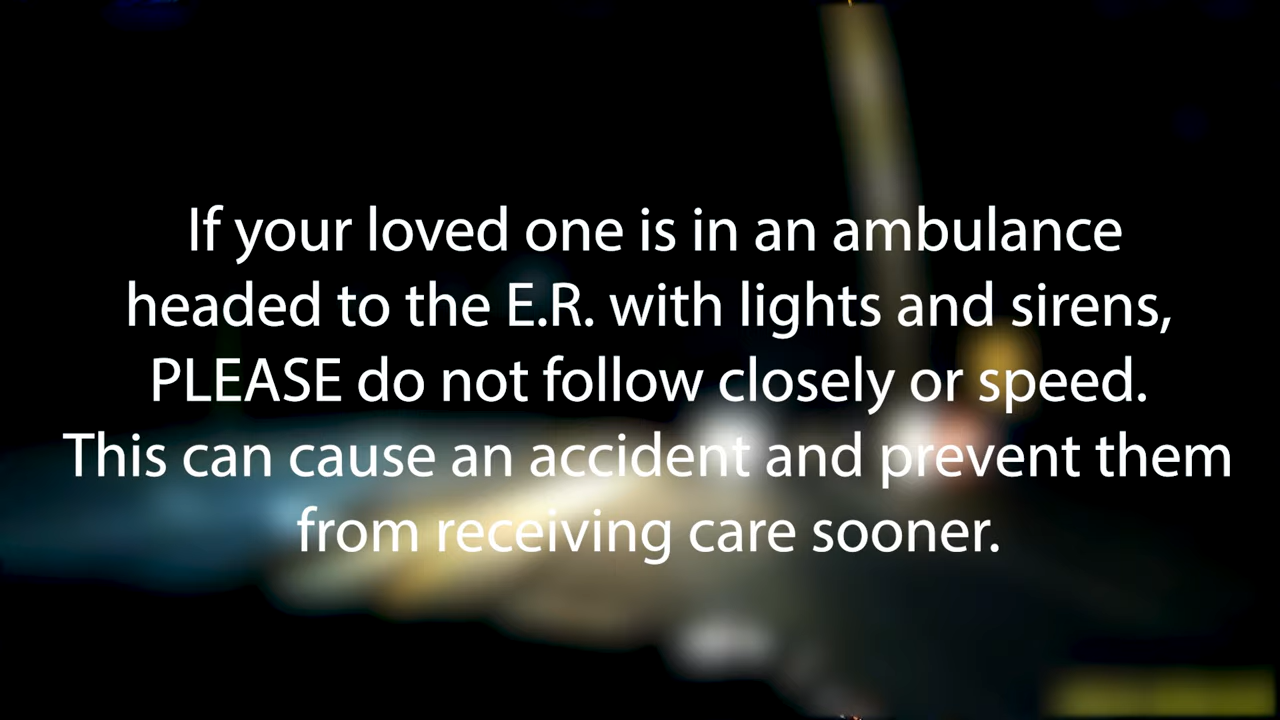 If your loved one is in an ambulance
headed to the E.R. with lights and sirens,
PLEASE do not follow closely or speed.
This can cause an accident and prevent them
from receiving care sooner.